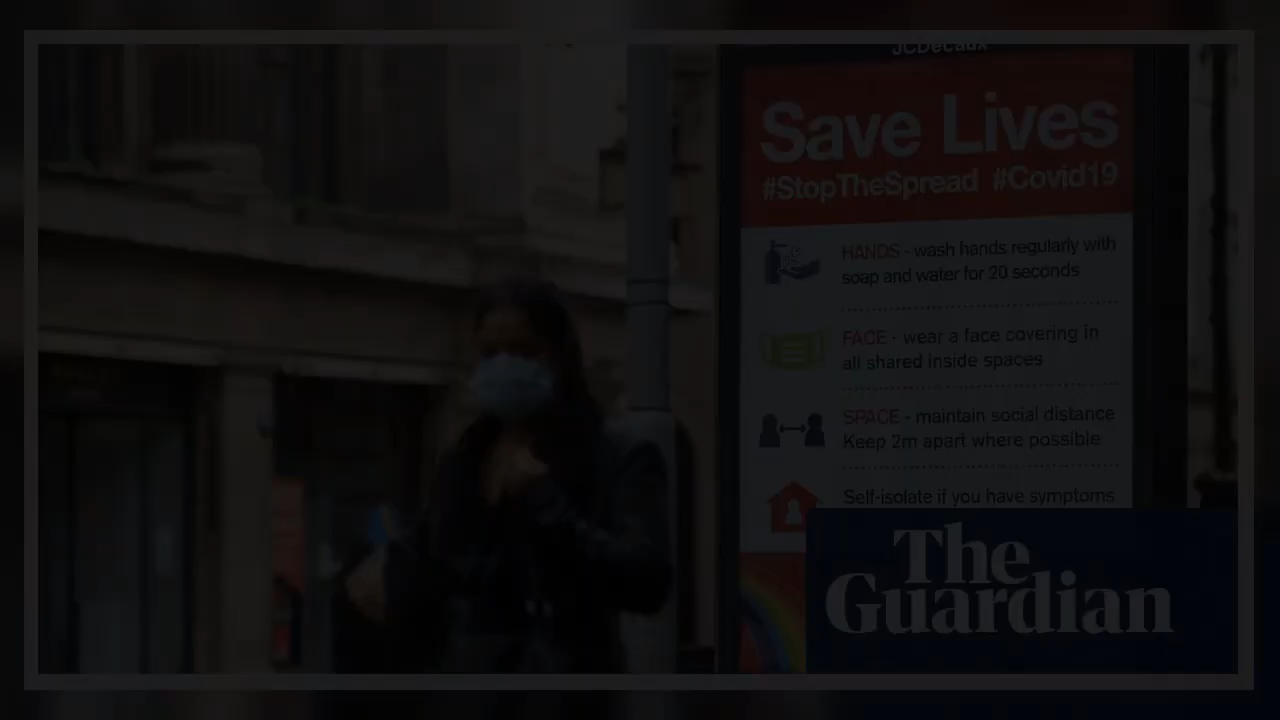 JCDecaux
Save Lives
#StopTheSpread #Covid19
HANDS - wash hands regularly with
soap and water for 20 seconds
FACE - wear a face covering in
all shared inside spaces
SPACE - maintain social distance
Keep 2m apart where possible
Self-isolate if you have symptoms
The
Guardian